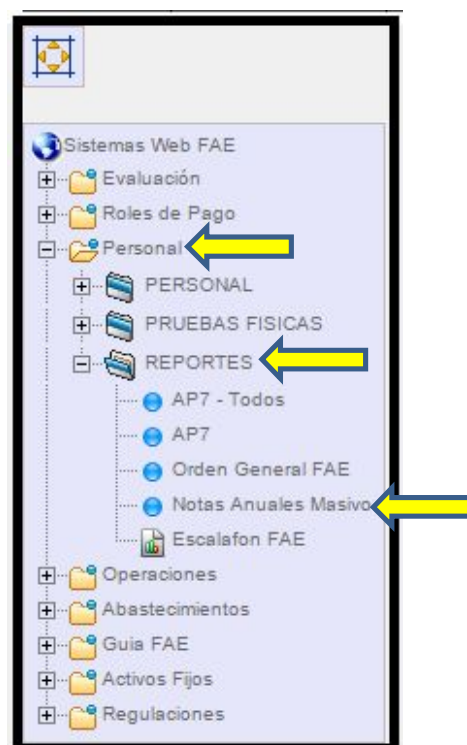 Sistemas Web FAE
Evaluación
Roles de Pago
Personal
PERSONAL
PRUEBAS FISICAS
REPORTES
AP7 - Todos
AP7
Orden General FAE
Notas Anuales Masivo
Escalafon FAE
Operaciones
Abastecimientos
Guia FAE
Activos Fijos
Regulaciones